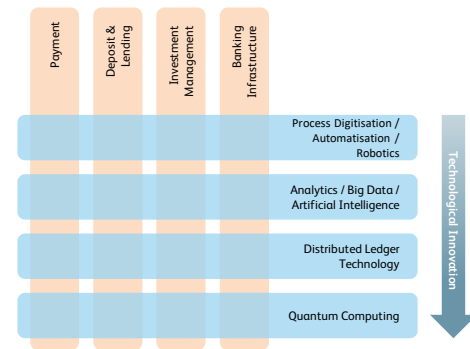 Payment
Deposit &
Lending
Investment
Management
Banking
Infrastructure
Process Digitisation /
Automatisation /
Robotics
Analytics / Big Data /
Artificial Intelligence
Distributed Ledger
Technology
Quantum Computing
Technological Innovation